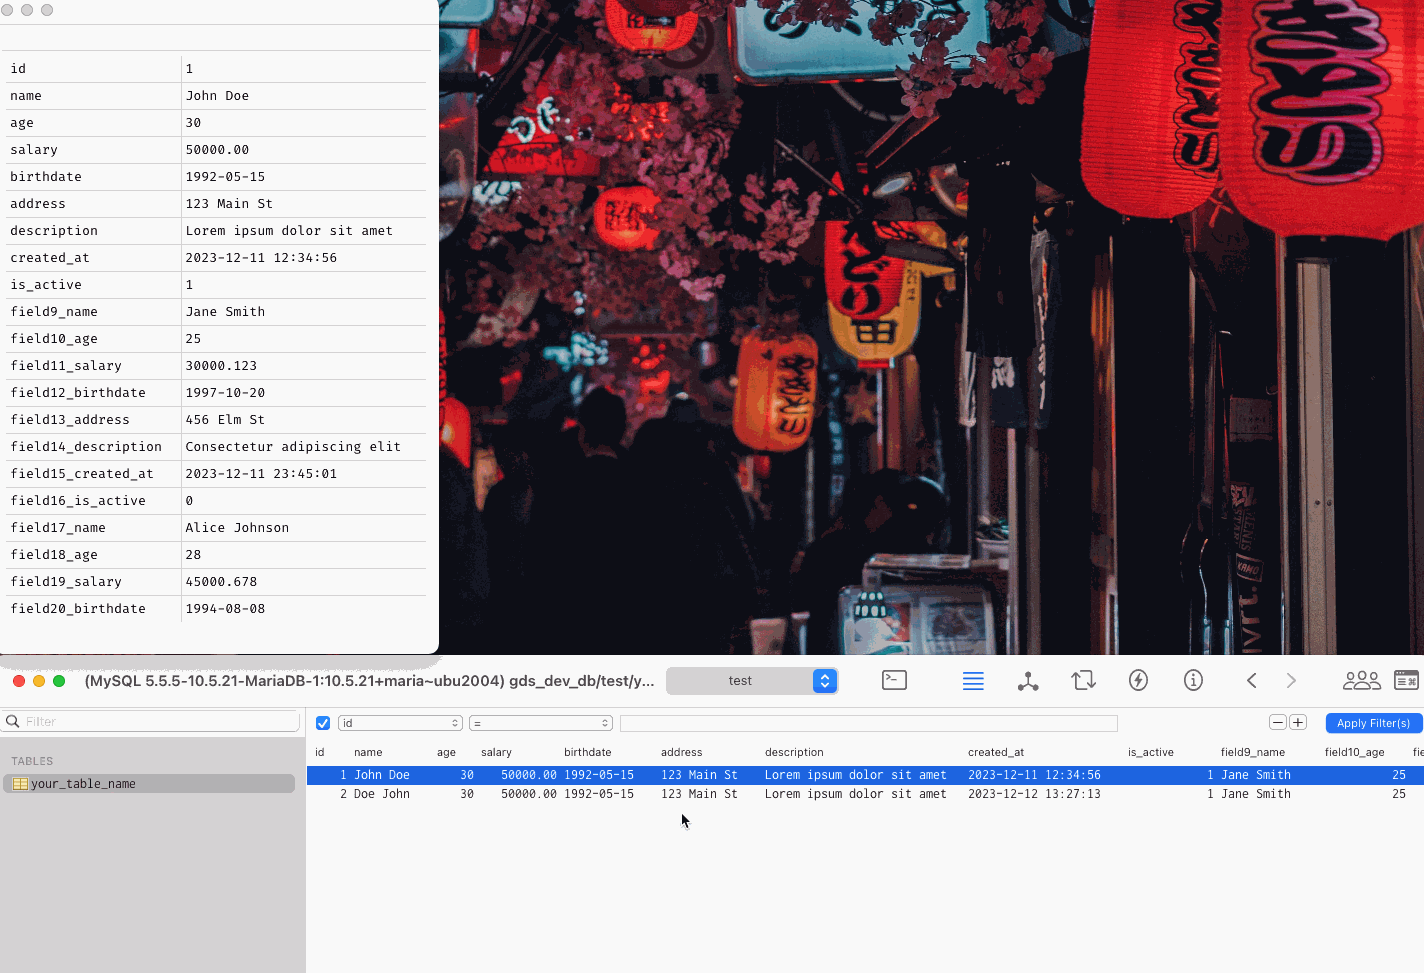 id 1
name John Doe
age 30
salary 50000.00
birthdate 1992-05-15
address 123 Main St
description Lorem ipsum dolor sit amet
created_at 2023-12-11 12:34:56
is_active 1
field9_name Jane Smith
field10_age 25
field11_salary 30000.123
field12_birthdate 1997-10-20
field13_address 456 Elm St
field14_description Consectetur adipiscing elit
field15_created_at 2023-12-11 23:45:01
field16_is_active 0
field17_name Alice Johnson
field18_age 28
field19_salary 45000.678
field20_birthdate 1994-08-08
(MySQL 5.5.5-10.5.21-MariaDB-1:10.5.21+maria~ubu2004) gds_dev_db/test/y... test
Filter
id = Apply Filter(s)
TABLES
your_table_name
id name age salary birthdate address description created_at is_active field9_name field10_age fie
1 John Doe 30 50000.00 1992-05-15 123 Main St Lorem ipsum dolor sit amet 2023-12-11 12:34:56 1 Jane Smith 25
2 Doe John 30 50000.00 1992-05-15 123 Main St Lorem ipsum dolor sit amet 2023-12-12 13:27:13 1 Jane Smith 25